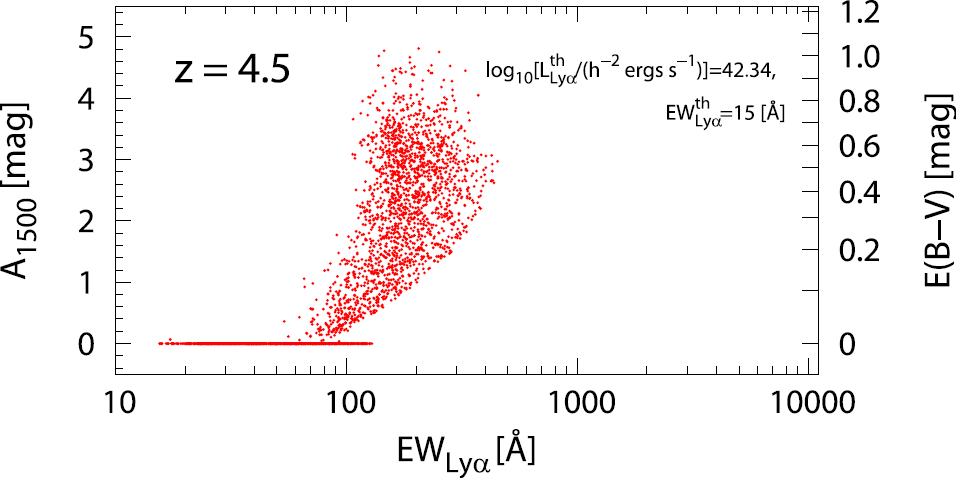 z = 4.5
log10[L^th_Lyα/(h^−2 ergs s^−1)]=42.34,
EW^th_Lyα=15 [Å]
A1500 [mag]
5
4
3
2
1
0
1.2
1.0
0.8
0.6
0.4
0.2
0
E(B−V) [mag]
10 100 1000 10000
EW_Lyα [Å]